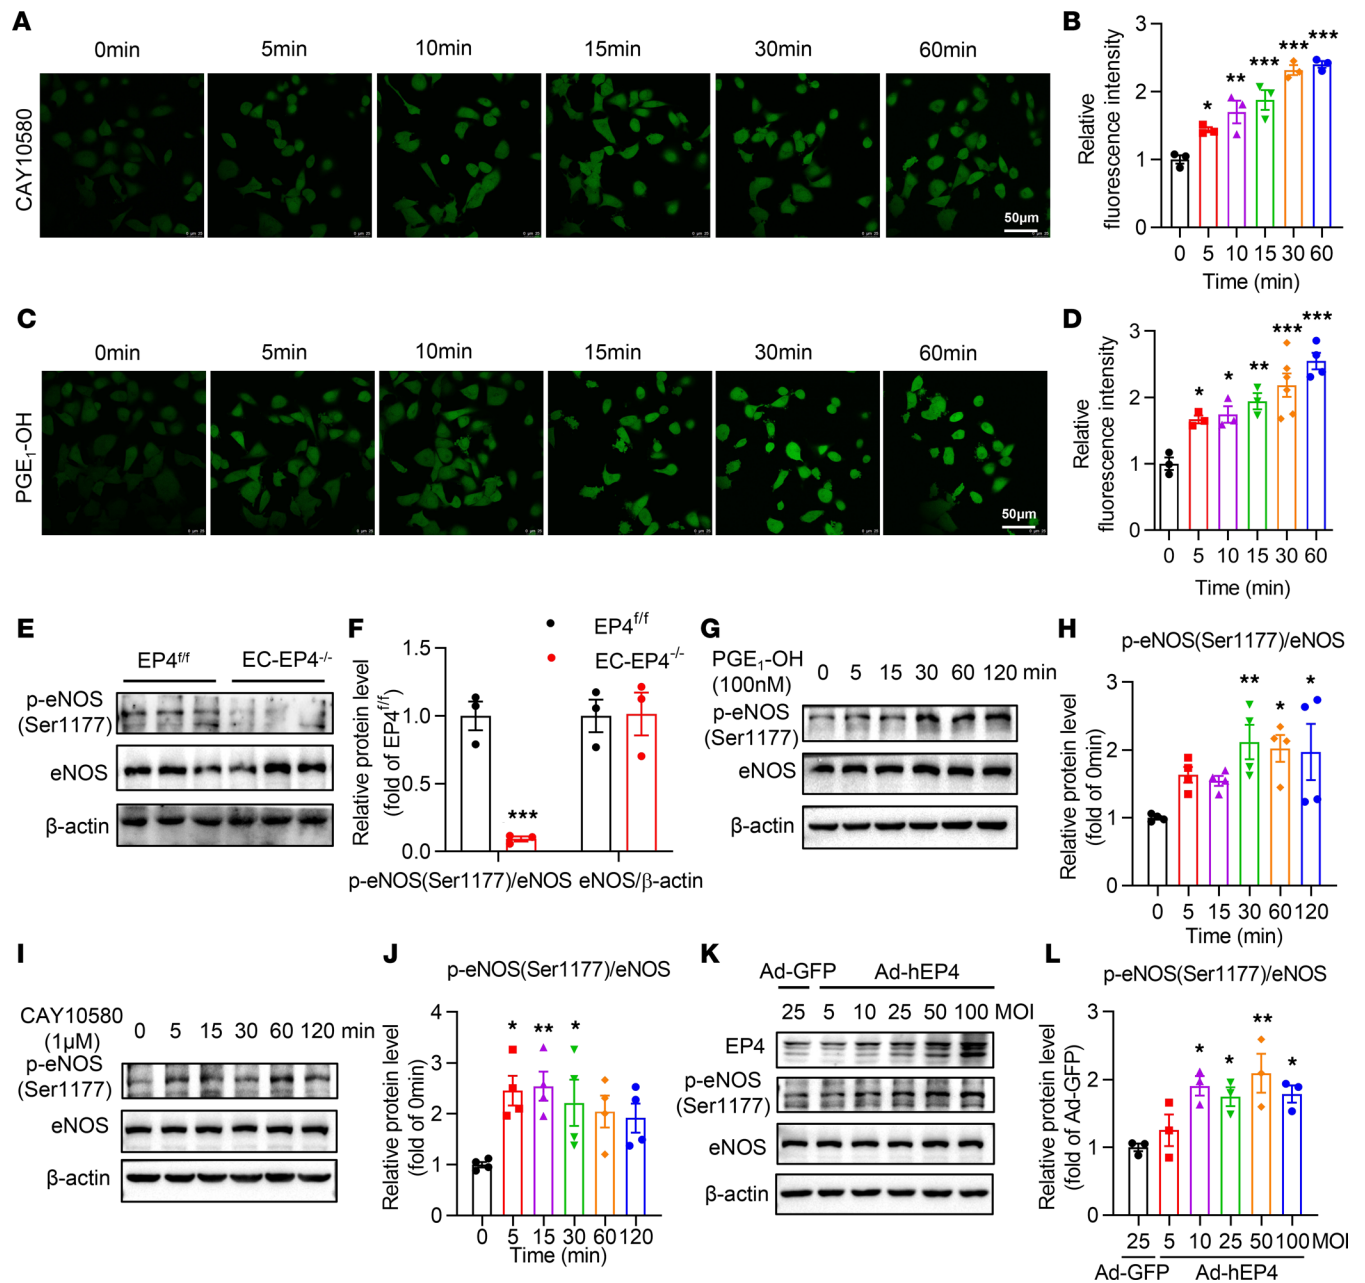 A
0min 5min 10min 15min 30min 60min
CAY10580
50μm
B
Relative
fluorescence intensity
3
2
1
0
* ** *** *** ***
0 5 10 15 30 60
Time (min)
C
0min 5min 10min 15min 30min 60min
PGE1-OH
50μm
D
Relative
fluorescence intensity
3
2
1
0
* * ** *** ***
0 5 10 15 30 60
Time (min)
E
EP4f/f EC-EP4-/-
p-eNOS
(Ser1177)
eNOS
β-actin
F
EP4f/f
EC-EP4-/-
Relative protein level
(fold of EP4f/f)
1.5
1.0
0.5
0.0
***
p-eNOS(Ser1177)/eNOS eNOS/β-actin
G
PGE1-OH
(100nM)
0 5 15 30 60 120 min
p-eNOS
(Ser1177)
eNOS
β-actin
H
p-eNOS(Ser1177)/eNOS
Relative protein level
(fold of 0min)
3
2
1
0
** * *
0 5 15 30 60 120
Time (min)
I
CAY10580
(1μM)
0 5 15 30 60 120 min
p-eNOS
(Ser1177)
eNOS
β-actin
J
p-eNOS(Ser1177)/eNOS
Relative protein level
(fold of 0min)
4
3
2
1
0
* ** *
0 5 15 30 60 120
Time (min)
K
Ad-GFP Ad-hEP4
25 5 10 25 50 100 MOI
EP4
p-eNOS
(Ser1177)
eNOS
β-actin
L
p-eNOS(Ser1177)/eNOS
Relative protein level
(fold of Ad-GFP)
3
2
1
0
* * ** *
25 5 10 25 50 100 MOI
Ad-GFP Ad-hEP4